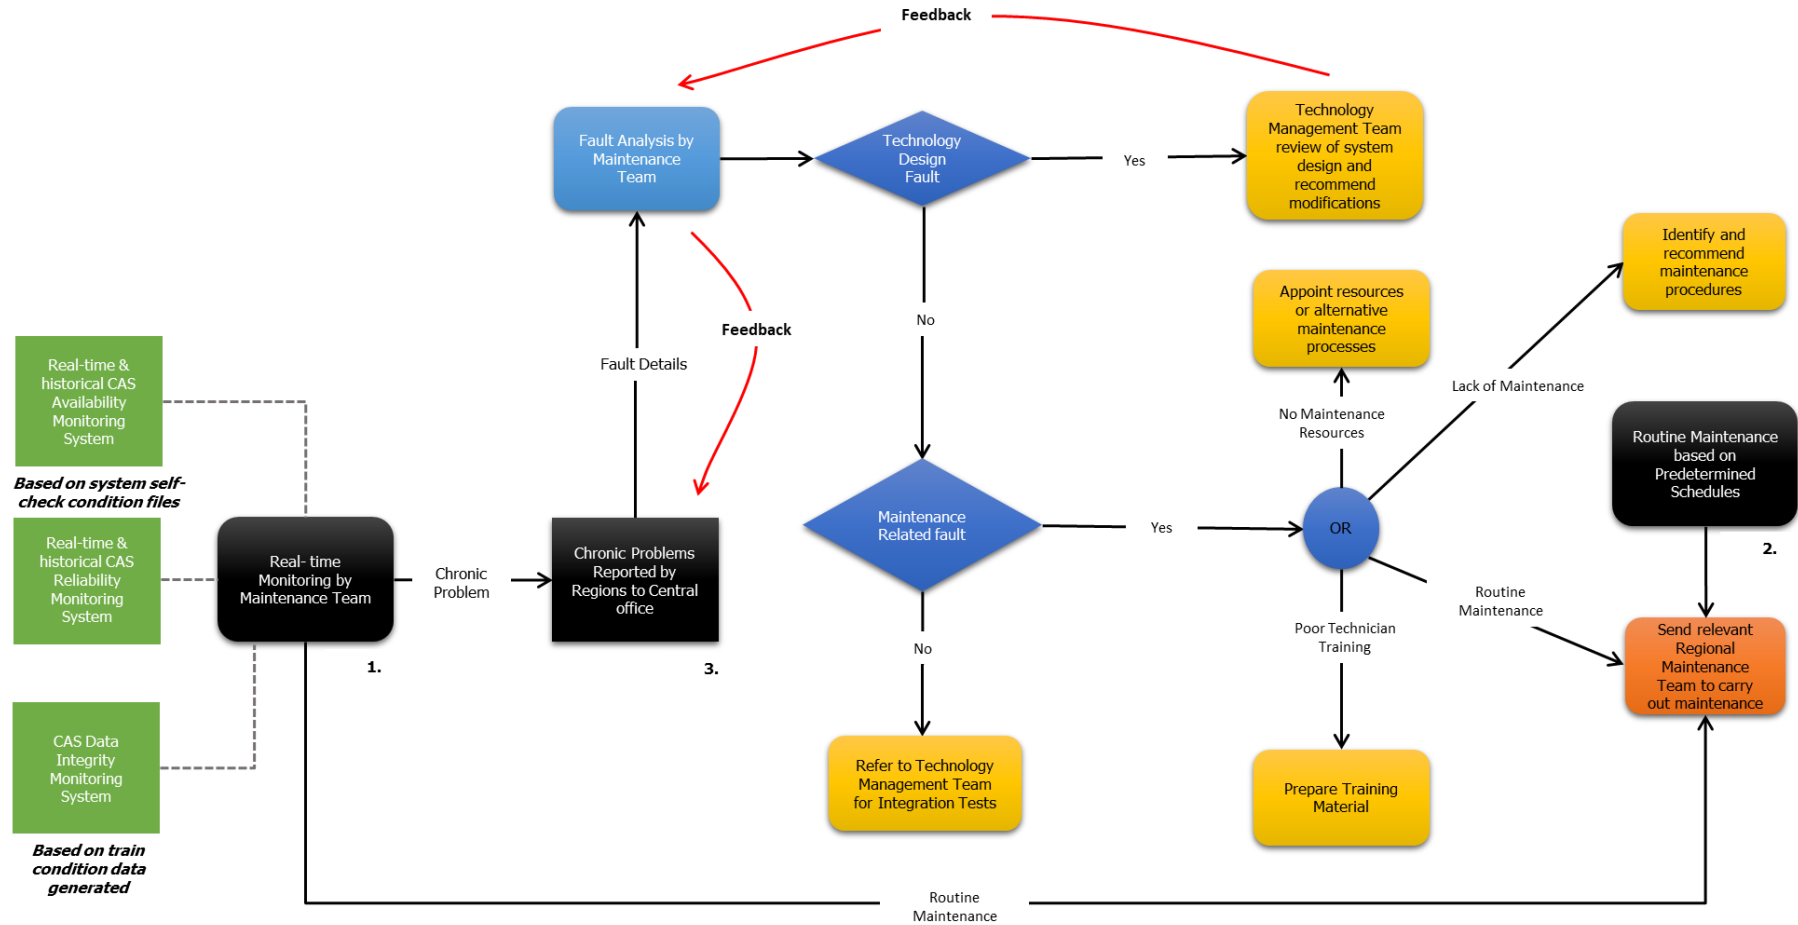 Feedback
Fault Analysis by
Maintenance
Team
Technology
Design
Fault
Yes
Technology
Management Team
review of system
design and
recommend
modifications
Identify and
recommend
maintenance
procedures
Appoint resources
or alternative
maintenance
processes
No
Feedback
Fault Details
Real-time &
historical CAS
Availability
Monitoring
System
Based on system self-
check condition files
Lack of Maintenance
No Maintenance
Resources
Routine Maintenance
based on
Predetermined
Schedules
2.
Real-time &
historical CAS
Reliability
Monitoring
System
Real- time
Monitoring by
Maintenance Team
1.
Chronic
Problem
Chronic Problems
Reported by
Regions to Central
office
3.
Maintenance
Related fault
Yes
OR
Routine
Maintenance
Poor Technician
Training
No
Send relevant
Regional
Maintenance
Team to carry
out maintenance
CAS Data
Integrity
Monitoring
System
Based on train
condition data
generated
Refer to Technology
Management Team
for Integration Tests
Prepare Training
Material
Routine
Maintenance